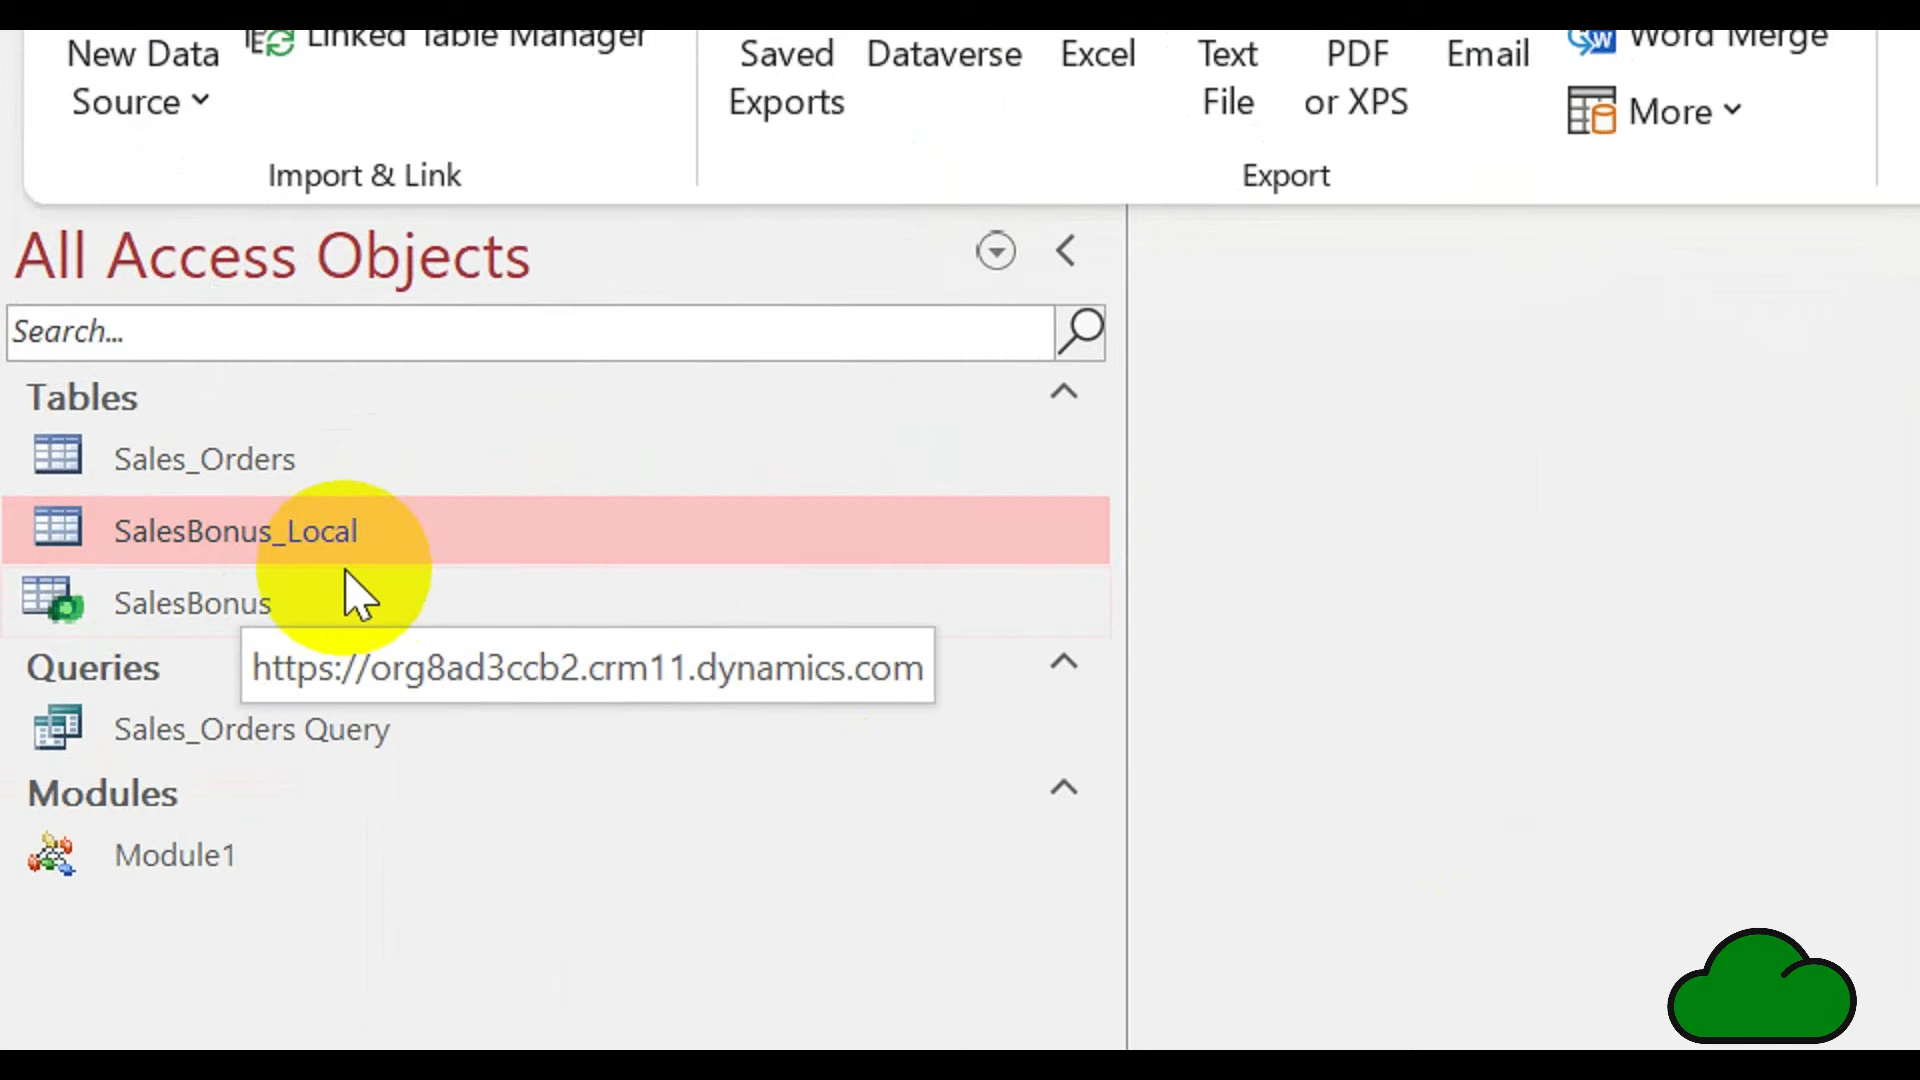 Linked Table Manager
New Data
Source
Import & Link
Saved
Exports
Dataverse
Excel
Text
File
PDF
or XPS
Email
Word Merge
More
Export
All Access Objects
Search...
Tables
Sales_Orders
SalesBonus_Local
SalesBonus
https://org8ad3ccb2.crm11.dynamics.com
Queries
Sales_Orders Query
Modules
Module1